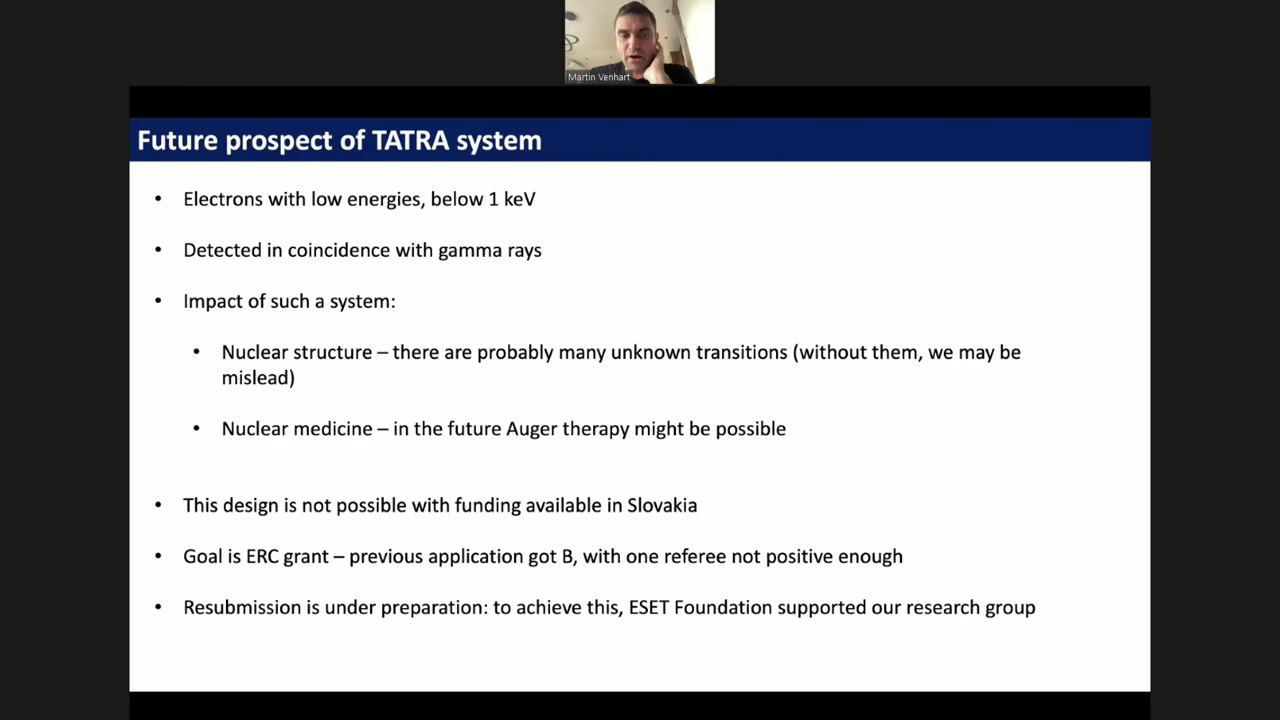 Martin Venhart
Future prospect of TATRA system
• Electrons with low energies, below 1 keV
• Detected in coincidence with gamma rays
• Impact of such a system:
• Nuclear structure – there are probably many unknown transitions (without them, we may be
mislead)
• Nuclear medicine – in the future Auger therapy might be possible
• This design is not possible with funding available in Slovakia
• Goal is ERC grant – previous application got B, with one referee not positive enough
• Resubmission is under preparation: to achieve this, ESET Foundation supported our research group